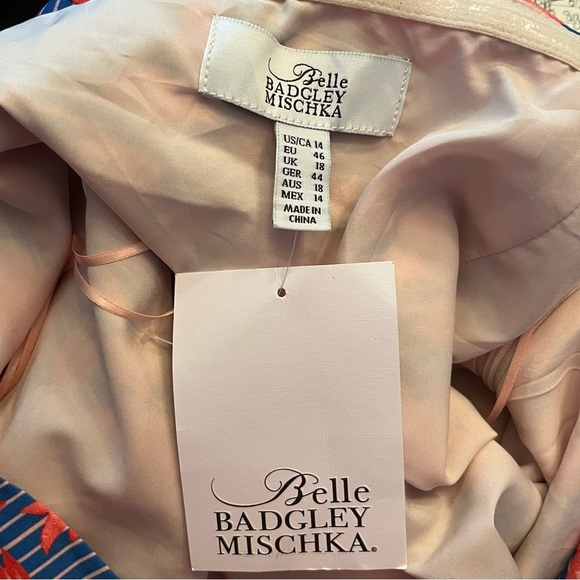 Belle
BADGLEY
MISCHKA
US/CA 14
EU 46
UK 18
GER 44
AUS 18
MEX 14
MADE IN
CHINA
Belle
BADGLEY
MISCHKA®